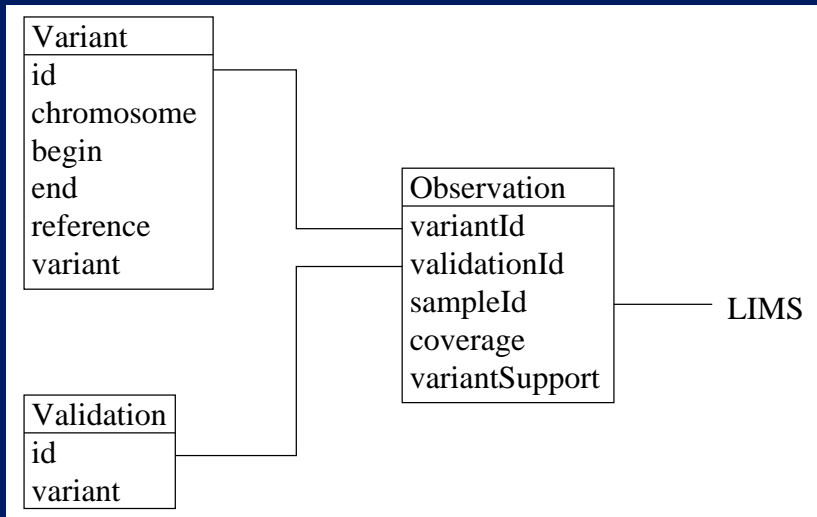 Variant
id
chromosome
begin
end
reference
variant
Observation
variantId
validationId
sampleId
coverage
variantSupport
LIMS
Validation
id
variant